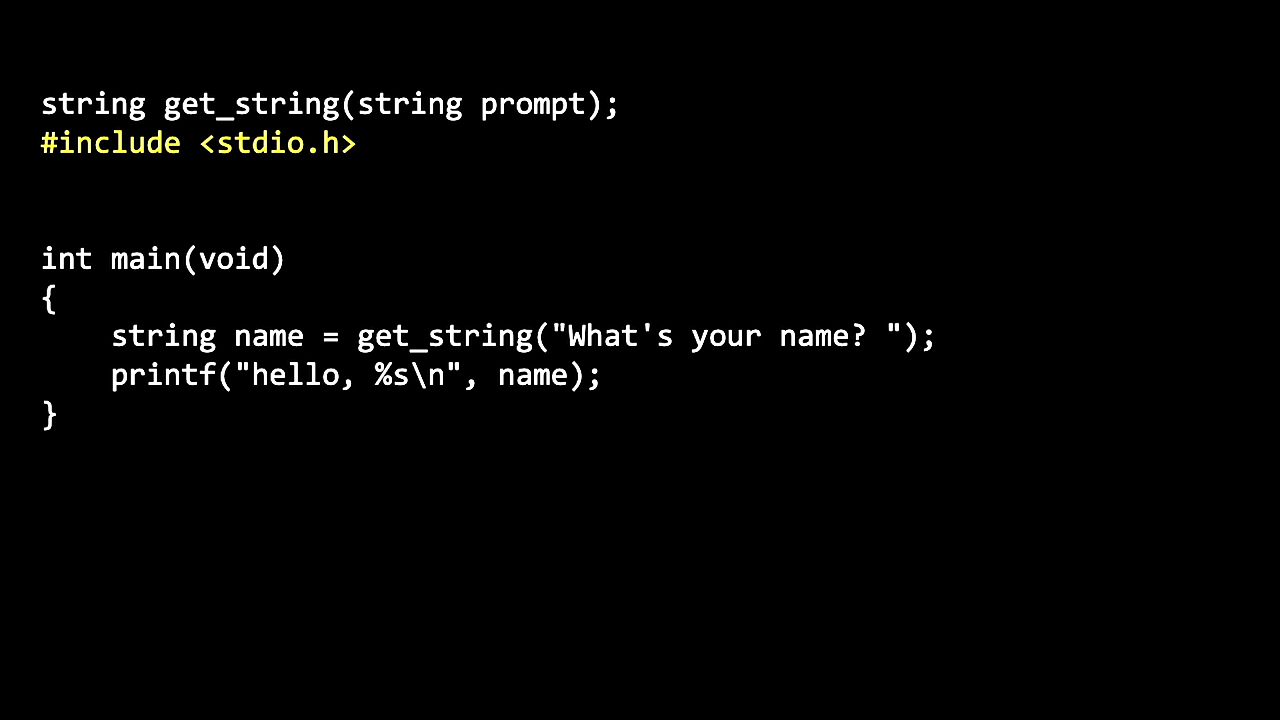 string get_string(string prompt);
#include <stdio.h>
int main(void)
{
    string name = get_string("What's your name? ");
    printf("hello, %s\n", name);
}